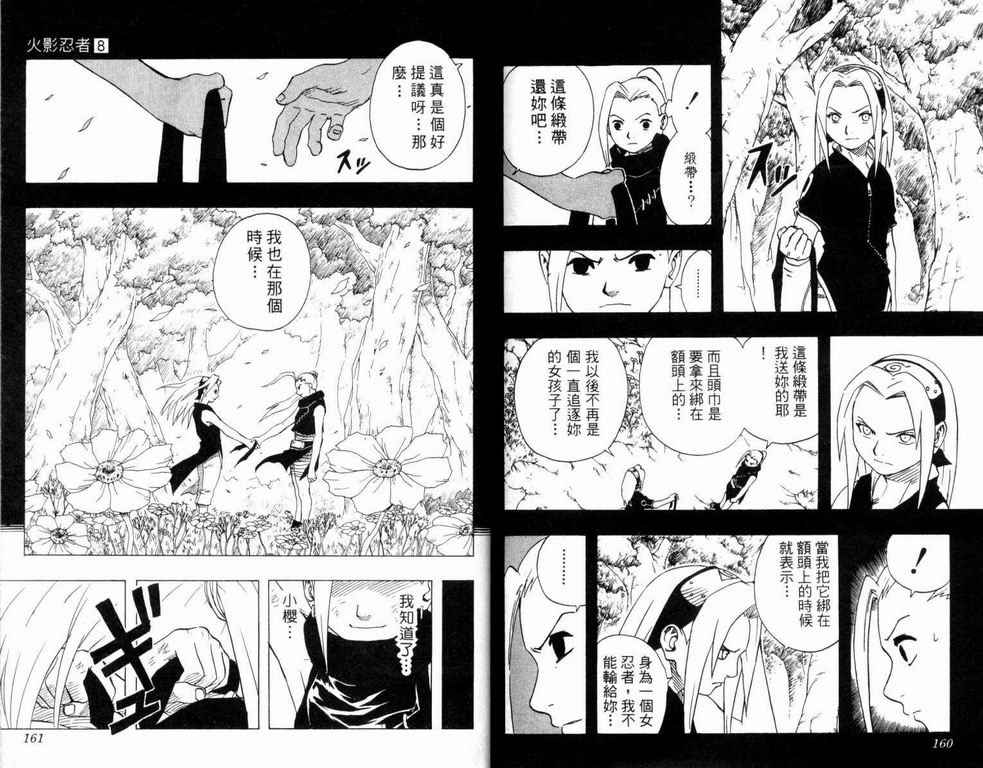 スッ
！
緞帶…？
這條緞帶
還妳吧…
………
這條緞帶是
我送妳的耶
！
而且頭巾是
要拿來綁在
額頭上的…
我以後不再是
個一直追逐妳
的女孩子了…
！
當我把它綁在
額頭上的時候
就表示…
身為一個女
忍者，我不
能輸給妳…
………
160
火影忍者 8
這真是個好
提議呀…那
麼…
スッ
我也在那個
時候…
我知道了……
小櫻…
ギュ
161